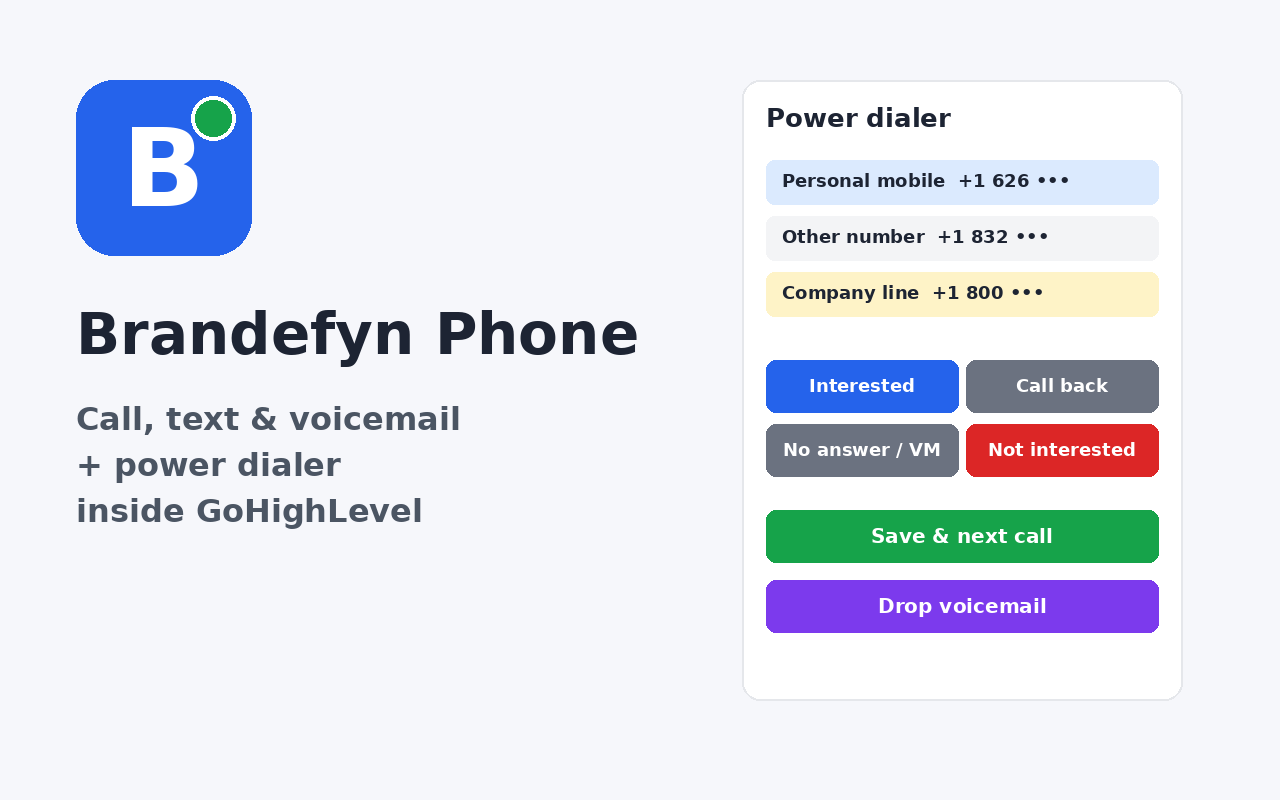 B
Brandefyn Phone
Call, text & voicemail
+ power dialer
inside GoHighLevel
Power dialer
Personal mobile +1 626 •••
Other number +1 832 •••
Company line +1 800 •••
Interested
Call back
No answer / VM
Not interested
Save & next call
Drop voicemail